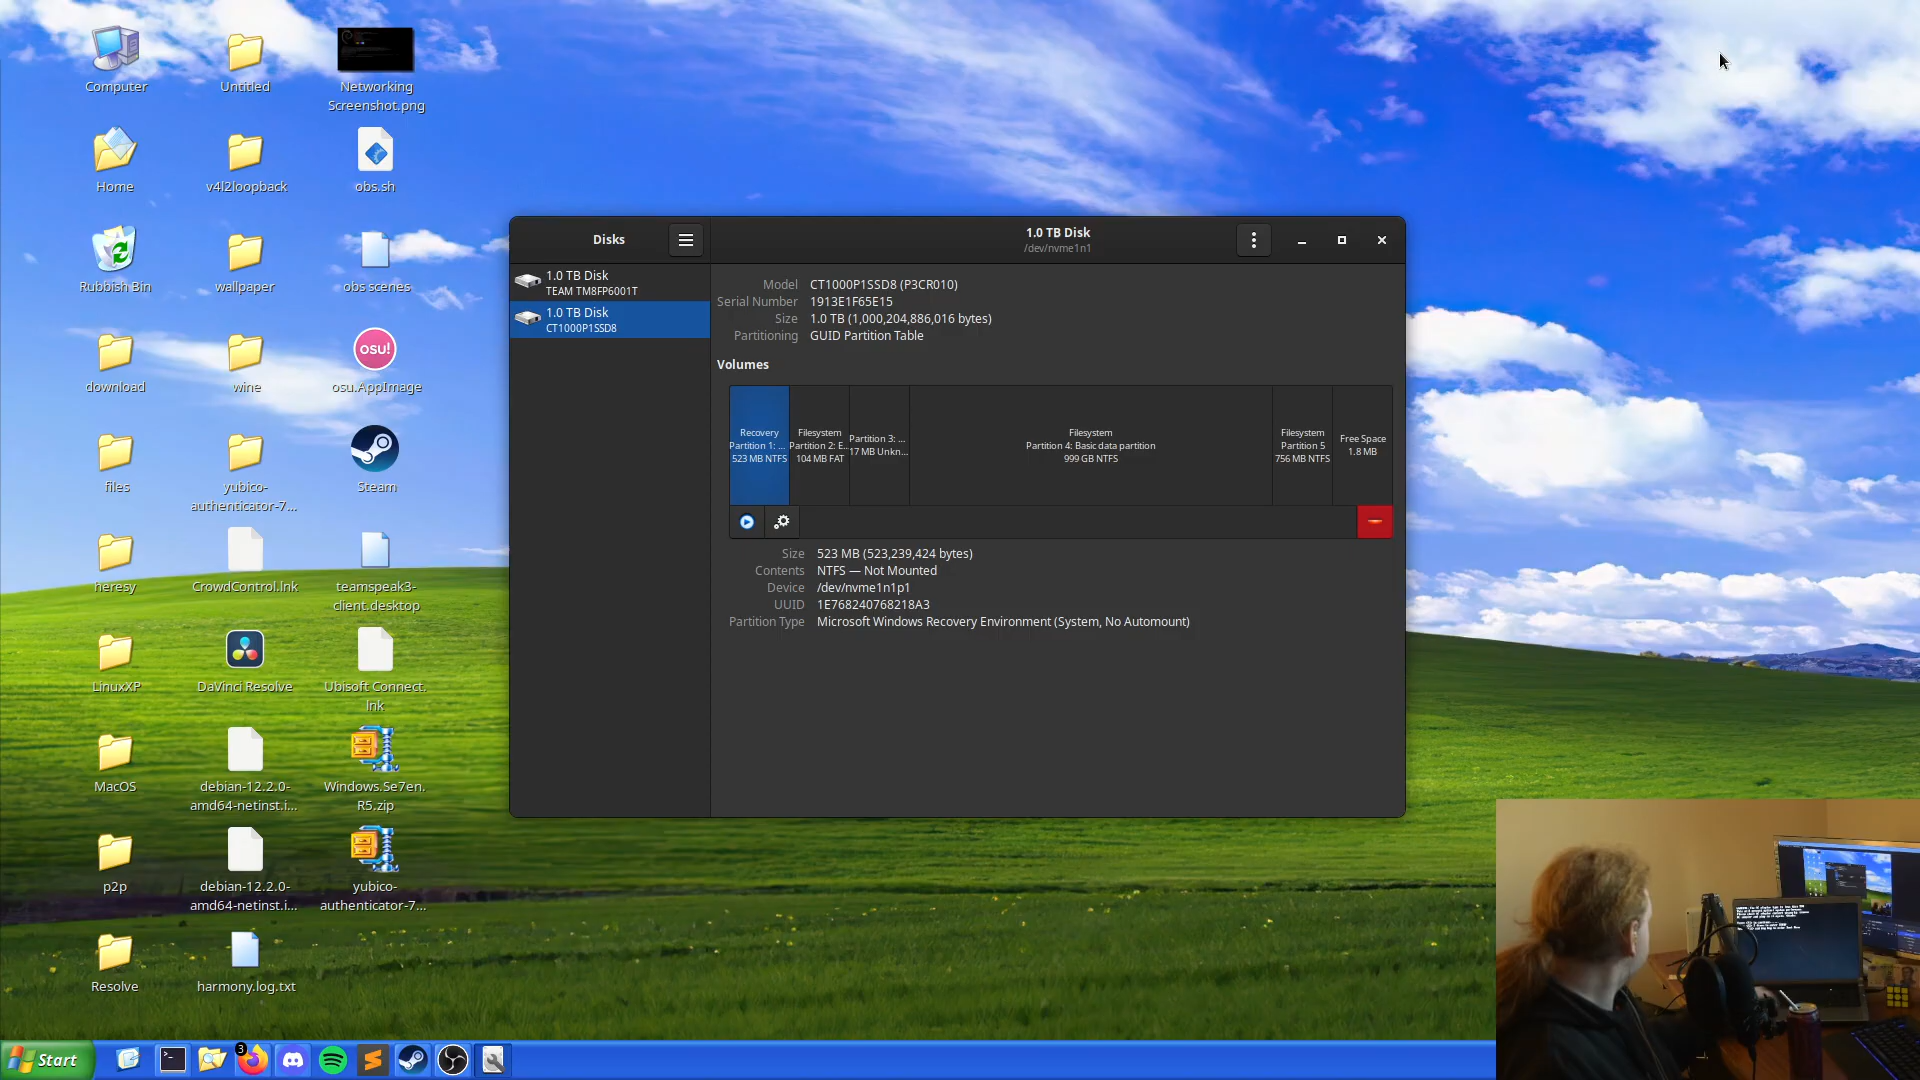 Computer
Untitled
Networking
Screenshot.png
Home
v4l2loopback
obs.sh
Rubbish Bin
wallpaper
obs scenes
download
wine
osu!
osu.AppImage
files
yubico-
authenticator-7...
Steam
heresy
CrowdControl.lnk
teamspeak3-
client.desktop
LinuxXP
DaVinci Resolve
Ubisoft Connect.
lnk
MacOS
debian-12.2.0-
amd64-netinst.i...
Windows.Se7en.
R5.zip
p2p
debian-12.2.0-
amd64-netinst.i...
yubico-
authenticator-7...
Resolve
harmony.log.txt
Disks
1.0 TB Disk
/dev/nvme1n1
1.0 TB Disk
TEAM TM8FP6001T
1.0 TB Disk
CT1000P1SSD8
Model CT1000P1SSD8 (P3CR010)
Serial Number 1913E1F65E15
Size 1.0 TB (1,000,204,886,016 bytes)
Partitioning GUID Partition Table
Volumes
Recovery
Partition 1: ...
523 MB NTFS
Filesystem
Partition 2: E...
104 MB FAT
Partition 3: ...
17 MB Unkn...
Filesystem
Partition 4: Basic data partition
999 GB NTFS
Filesystem
Partition 5
756 MB NTFS
Free Space
1.8 MB
Size 523 MB (523,239,424 bytes)
Contents NTFS — Not Mounted
Device /dev/nvme1n1p1
UUID 1E768240768218A3
Partition Type Microsoft Windows Recovery Environment (System, No Automount)
Start
3